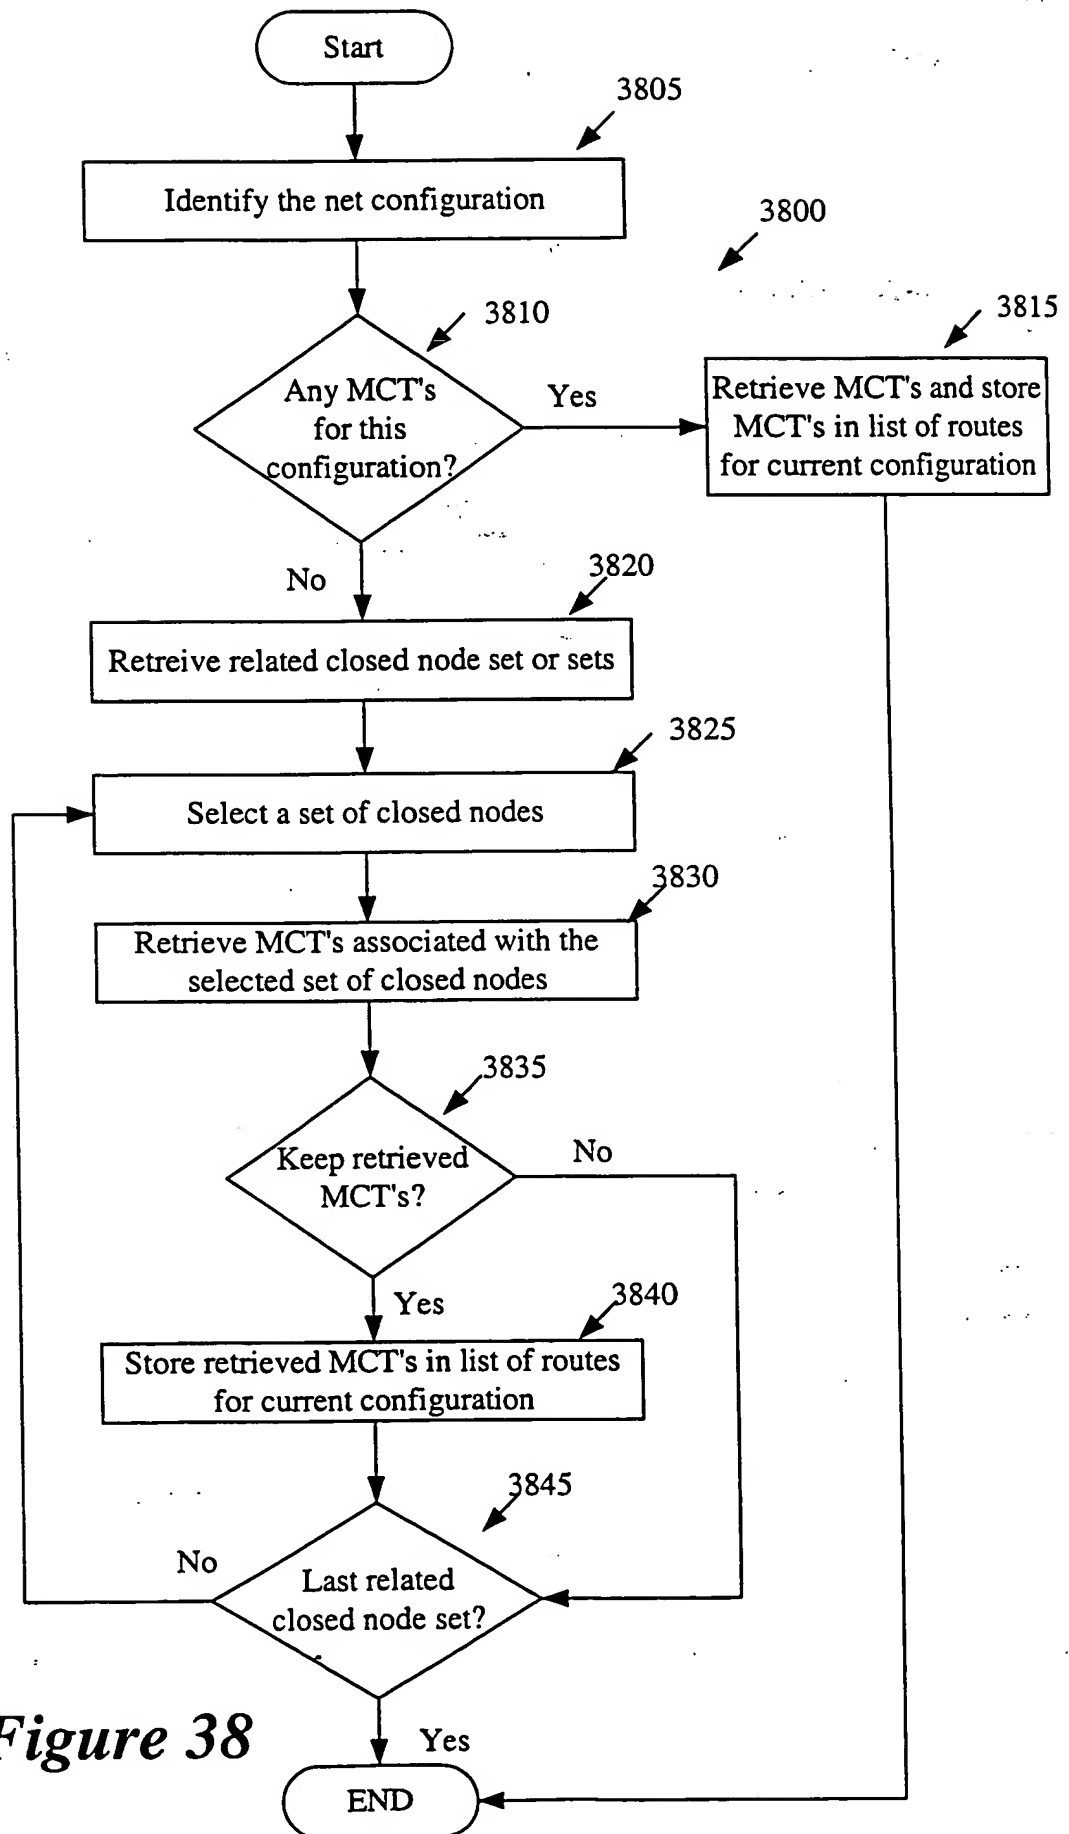 Start
3805
Identify the net configuration
3800
3810
3815
Any MCT's
for this
configuration?
Yes
Retrieve MCT's and store
MCT's in list of routes
for current configuration
No
3820
Retreive related closed node set or sets
3825
Select a set of closed nodes
3830
Retrieve MCT's associated with the
selected set of closed nodes
3835
Keep retrieved
MCT's?
No
Yes
3840
Store retrieved MCT's in list of routes
for current configuration
3845
No
Last related
closed node set?
Figure 38
Yes
END